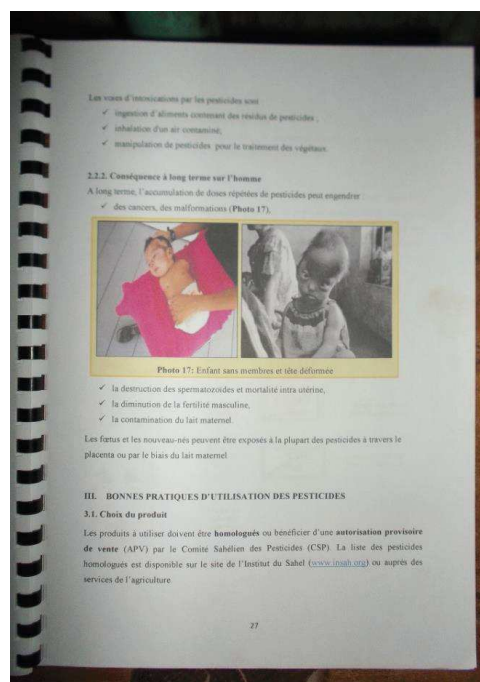 Les voies d'intoxications par les pesticides sont
✓ ingestion d'aliments contenant des résidus de pesticides ;
✓ inhalation d'un air contaminé;
✓ manipulation de pesticides pour le traitement des végétaux.
2.2.2. Conséquence à long terme sur l'homme
A long terme, l'accumulation de doses répétées de pesticides peut engendrer :
✓ des cancers, des malformations (Photo 17),
Photo 17: Enfant sans membres et tête déformée
✓ la destruction des spermatozoïdes et mortalité intra utérine,
✓ la diminution de la fertilité masculine,
✓ la contamination du lait maternel.
Les fœtus et les nouveau-nés peuvent être exposés à la plupart des pesticides à travers le
placenta ou par le biais du lait maternel.
III. BONNES PRATIQUES D'UTILISATION DES PESTICIDES
3.1. Choix du produit
Les produits à utiliser doivent être homologués ou bénéficier d'une autorisation provisoire
de vente (APV) par le Comité Sahélien des Pesticides (CSP). La liste des pesticides
homologués est disponible sur le site de l'Institut du Sahel (www.insah.org) ou auprès des
services de l'agriculture.
27